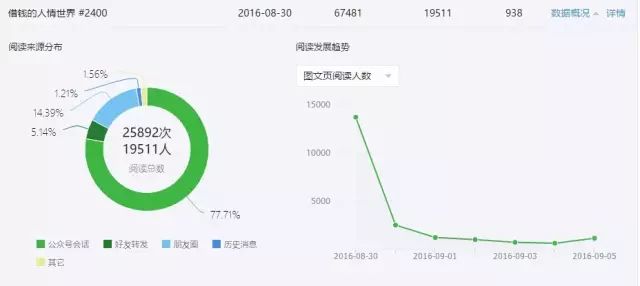 借钱的人情世界 #2400 2016-08-30 67481 19511 938 数据概况 详情
阅读来源分布
阅读发展趋势
图文页阅读人数
1.56%
1.21%
14.39%
5.14%
25892次
19511人
阅读总数
77.71%
公众号会话 好友转发 朋友圈 历史消息
其它
15000
10000
5000
2016-08-30 2016-09-01 2016-09-03 2016-09-05